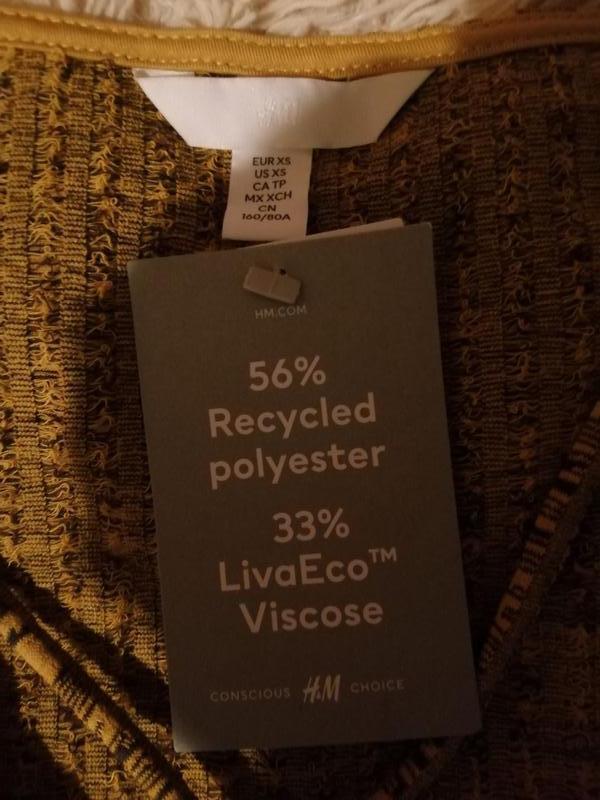 H&M
EUR XS
US XS
CA TP
MX XCH
CN
160/80A
HM.COM
56%
Recycled
polyester
33%
LivaEco™
Viscose
CONSCIOUS H&M CHOICE